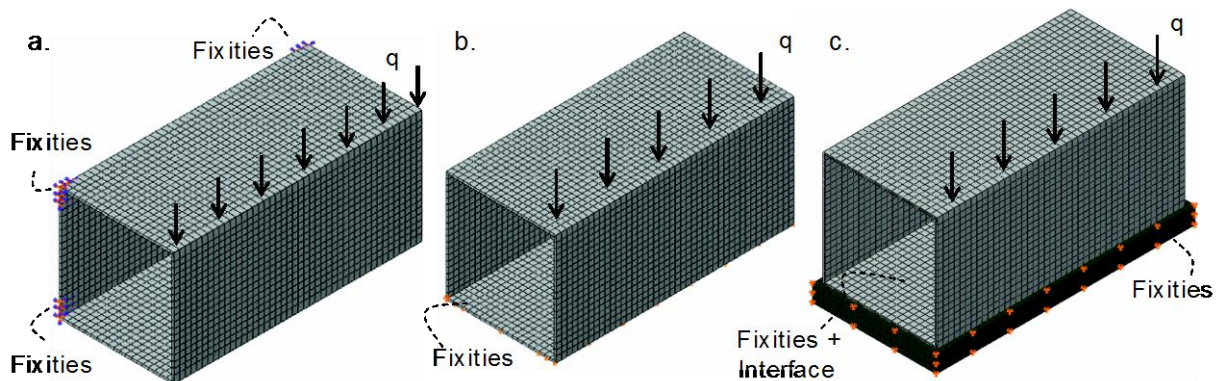 a.
Fixities
q
Fixities
Fixities
b.
q
Fixities
c.
q
Fixities
Fixities +
Interface